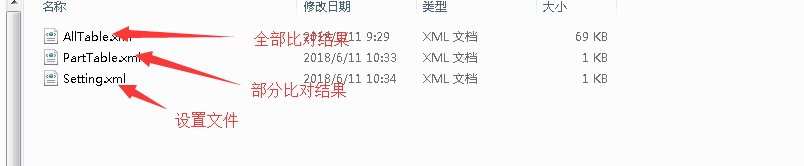 名称 修改日期 类型 大小
AllTable.xml 全部比对结果 9:29 XML 文档 69 KB
PartTable.xml 2018/6/11 10:33 XML 文档 1 KB
Setting.xml 2018/6/11 10:34 XML 文档 1 KB
部分比对结果
设置文件